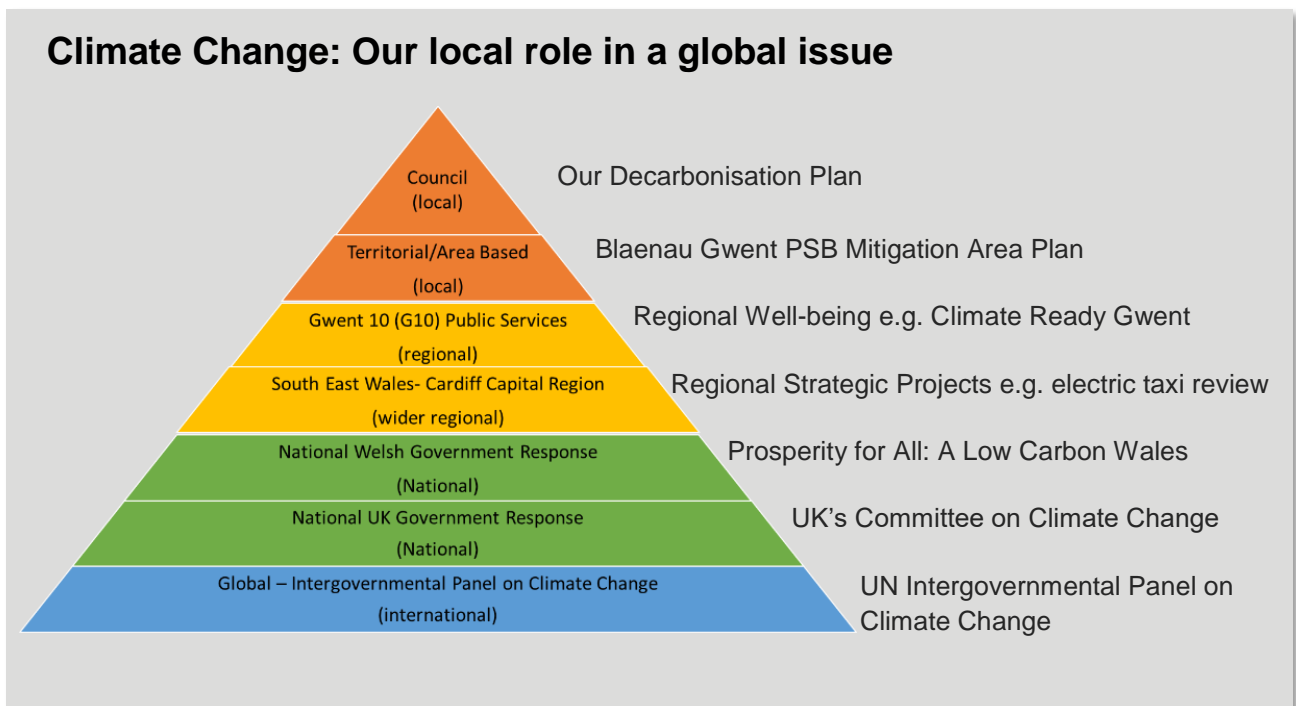 Climate Change: Our local role in a global issue
Council
(local)
Our Decarbonisation Plan
Territorial/Area Based
(local)
Blaenau Gwent PSB Mitigation Area Plan
Gwent 10 (G10) Public Services
(regional)
Regional Well-being e.g. Climate Ready Gwent
South East Wales- Cardiff Capital Region
(wider regional)
Regional Strategic Projects e.g. electric taxi review
National Welsh Government Response
(National)
Prosperity for All: A Low Carbon Wales
National UK Government Response
(National)
UK's Committee on Climate Change
Global – Intergovernmental Panel on Climate Change
(international)
UN Intergovernmental Panel on
Climate Change